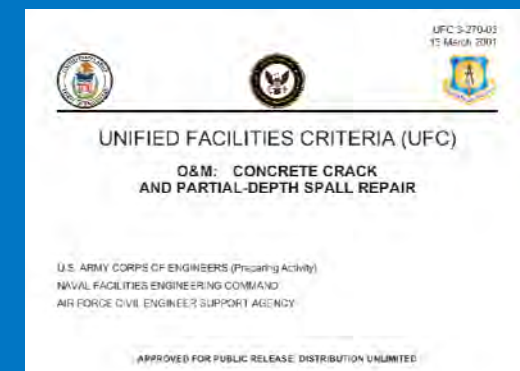 UFC 3-270-03
15 March 2001
UNIFIED FACILITIES CRITERIA (UFC)
O&M: CONCRETE CRACK
AND PARTIAL-DEPTH SPALL REPAIR
U.S. ARMY CORPS OF ENGINEERS (Preparing Activity)
NAVAL FACILITIES ENGINEERING COMMAND
AIR FORCE CIVIL ENGINEER SUPPORT AGENCY
APPROVED FOR PUBLIC RELEASE: DISTRIBUTION UNLIMITED